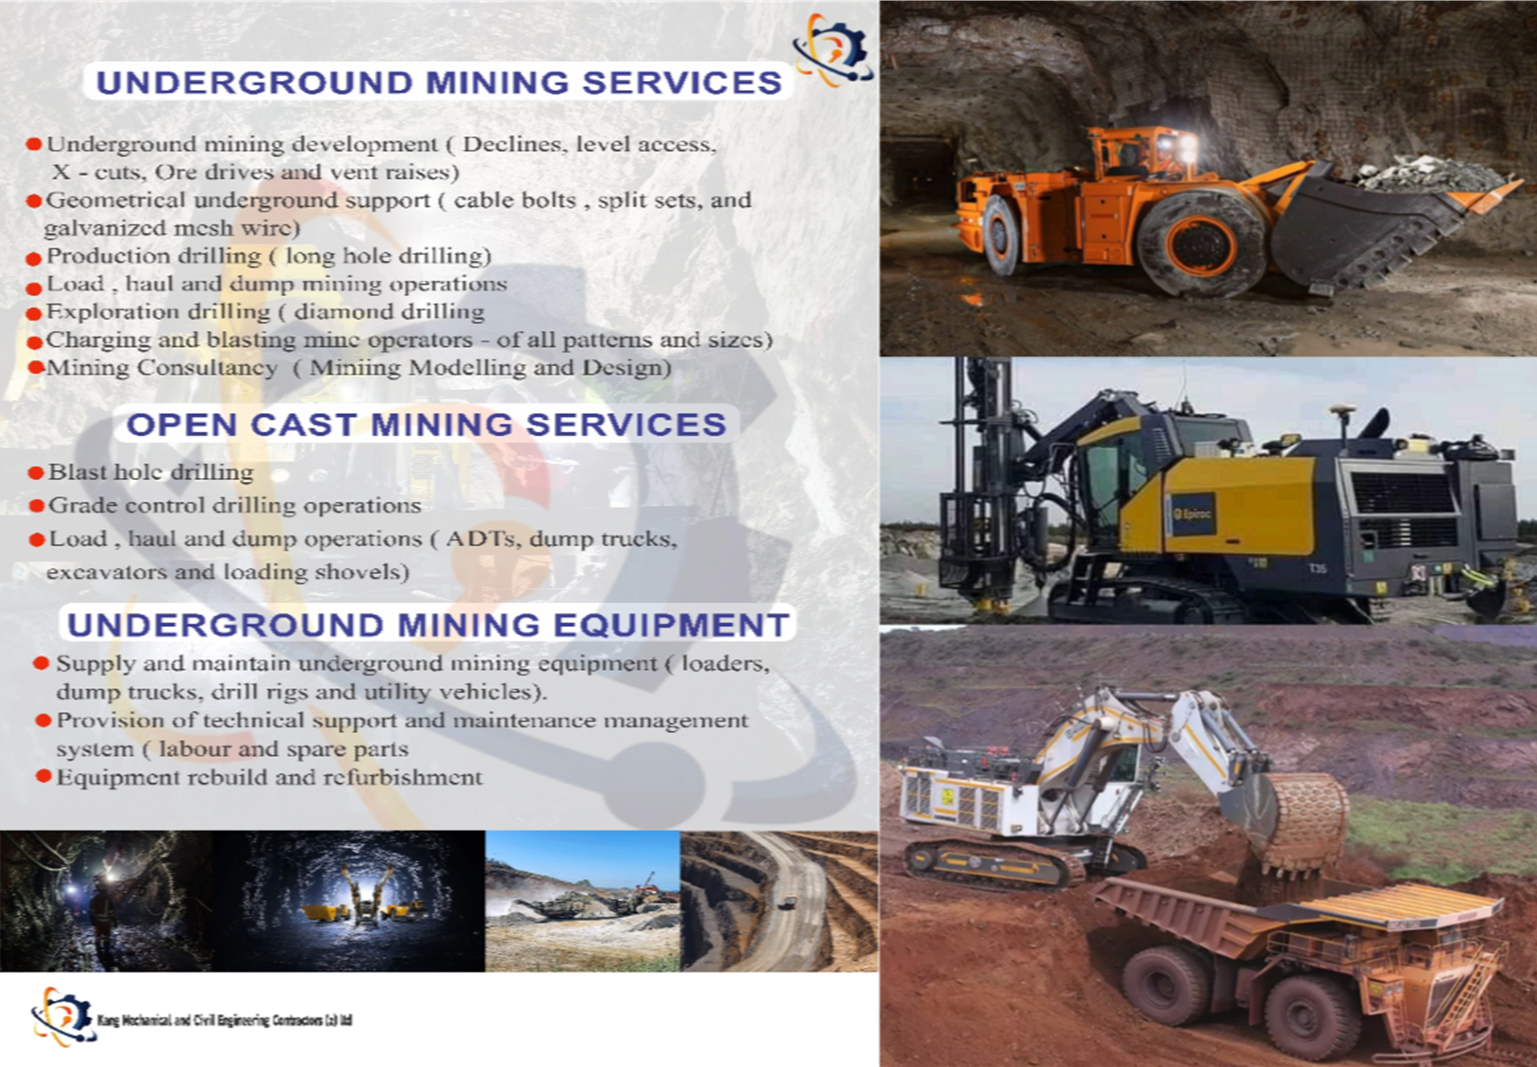 UNDERGROUND MINING SERVICES
Underground mining development ( Declines, level access,
X - cuts, Ore drives and vent raises)
Geometrical underground support ( cable bolts , split sets, and
galvanized mesh wire)
Production drilling ( long hole drilling)
Load , haul and dump mining operations
Exploration drilling ( diamond drilling
Charging and blasting mine operators - of all patterns and sizes)
Mining Consultancy ( Miniing Modelling and Design)
OPEN CAST MINING SERVICES
Blast hole drilling
Grade control drilling operations
Load , haul and dump operations ( ADTs, dump trucks,
excavators and loading shovels)
UNDERGROUND MINING EQUIPMENT
Supply and maintain underground mining equipment ( loaders,
dump trucks, drill rigs and utility vehicles).
Provision of technical support and maintenance management
system ( labour and spare parts
Equipment rebuild and refurbishment
Kang Mechanical and Civil Engineering Contractors (z) ltd
Epiroc
T35